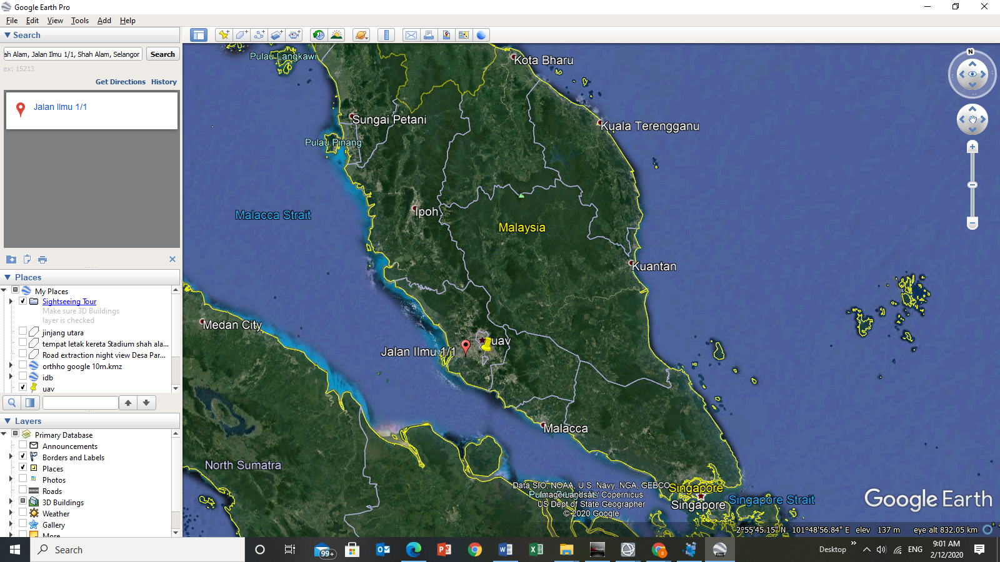 Google Earth Pro
File Edit View Tools Add Help
Search
ah Alam, Jalan Ilmu 1/1, Shah Alam, Selangor
Search
ex: 15213
Get Directions History
Jalan Ilmu 1/1
Places
My Places
Sightseeing Tour
Make sure 3D Buildings
layer is checked
jinjang utara
tempat letak kereta Stadium shah ala...
Road extraction night view Desa Par...
orthho google 10m.kmz
idb
uav
Layers
Primary Database
Announcements
Borders and Labels
Places
Photos
Roads
3D Buildings
Weather
Gallery
More
N
Pulau Langkawi
Kota Bharu
Sungai Petani
Kuala Terengganu
Pulau Pinang
Malacca Strait
Ipoh
Malaysia
Kuantan
Medan City
Jalan Ilmu 1/1
uav
Malacca
North Sumatra
Singapore
Singapore
Singapore Strait
Data SIO, NOAA, U.S. Navy, NGA, GEBCO
Image Landsat / Copernicus
US Dept of State Geographer
© 2020 Google
Google Earth
2°55'45.15" N 101°48'56.84" E elev 137 m eye alt 832.05 km
Search
99+
Desktop
ENG
9:01 AM
2/12/2020